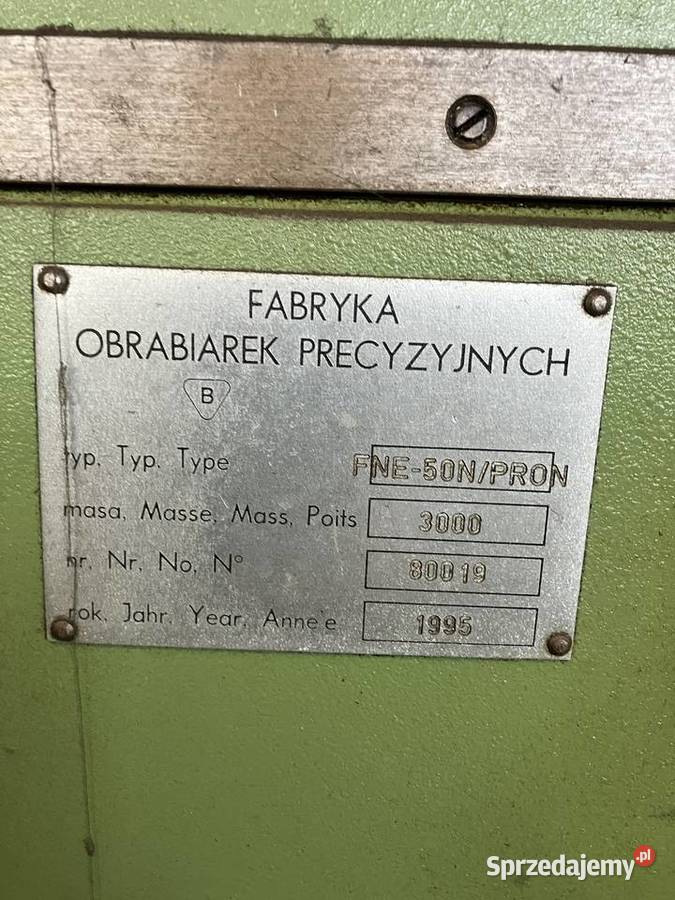 FABRYKA
OBRABIAREK PRECYZYJNYCH
B
typ. Typ. Type FNE-50N/PRON
masa, Masse, Mass, Poits 3000
nr. Nr. No. N° 80019
rok. Jahr. Year. Anne'e 1995
Sprzedajemy.pl